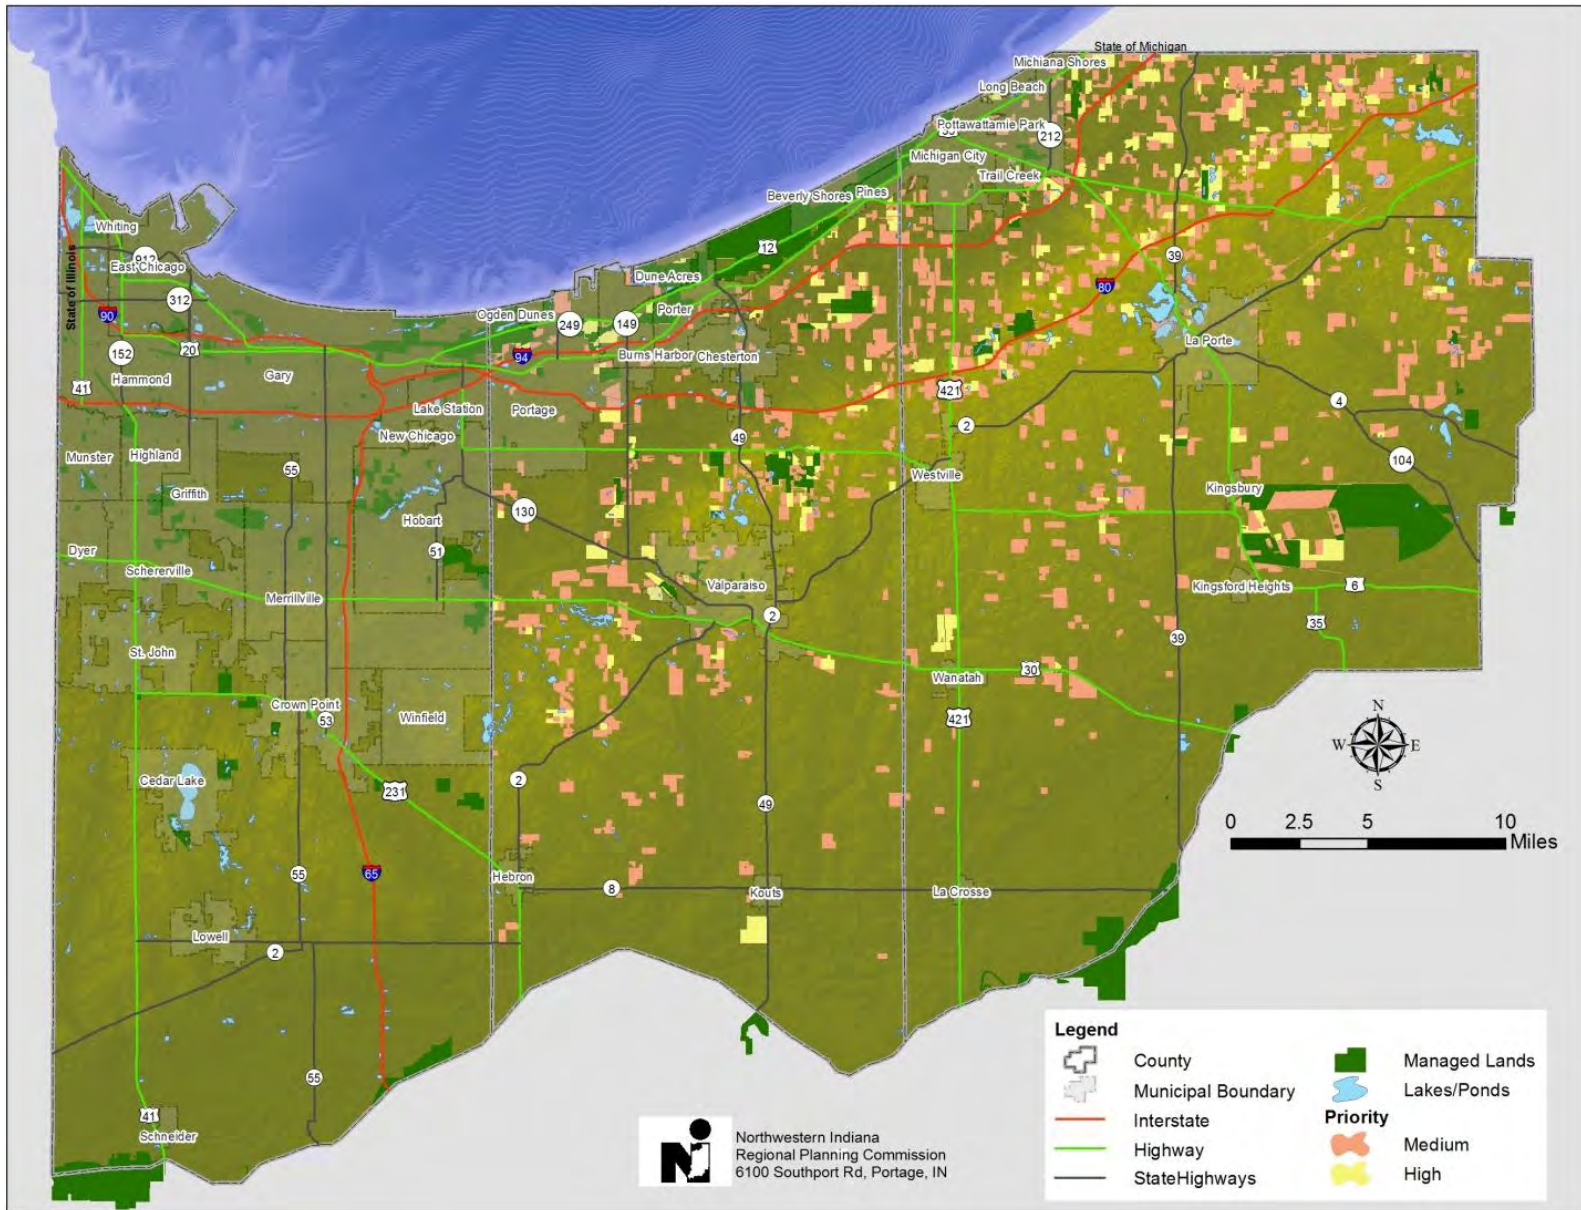 State of Michigan
Michiana Shores
Long Beach
Pottawattamie Park
212
Michigan City
Trail Creek
Beverly Shores
Pines
Whiting
12
39
State of Illinois
912
East Chicago
Dune Acres
80
312
90
Ogden Dunes
249
149
Porter
20
152
94
Burns Harbor
Chesterton
La Porte
Hammond
41
Gary
421
4
Lake Station
Portage
New Chicago
49
2
Munster
Highland
55
Westville
104
Griffith
Kingsbury
130
Hobart
Dyer
51
Schererville
Valparaiso
Kingsford Heights
6
Merrillville
2
35
39
St. John
30
Wanatah
Crown Point
53
Winfield
421
N
W
E
S
Cedar Lake
2
231
49
0 2.5 5 10
Miles
55
65
Hebron
8
Kouts
La Crosse
Lowell
2
55
41
Schneider
Legend
County
Municipal Boundary
Interstate
Highway
StateHighways
Managed Lands
Lakes/Ponds
Priority
Medium
High
Northwestern Indiana
Regional Planning Commission
6100 Southport Rd, Portage, IN